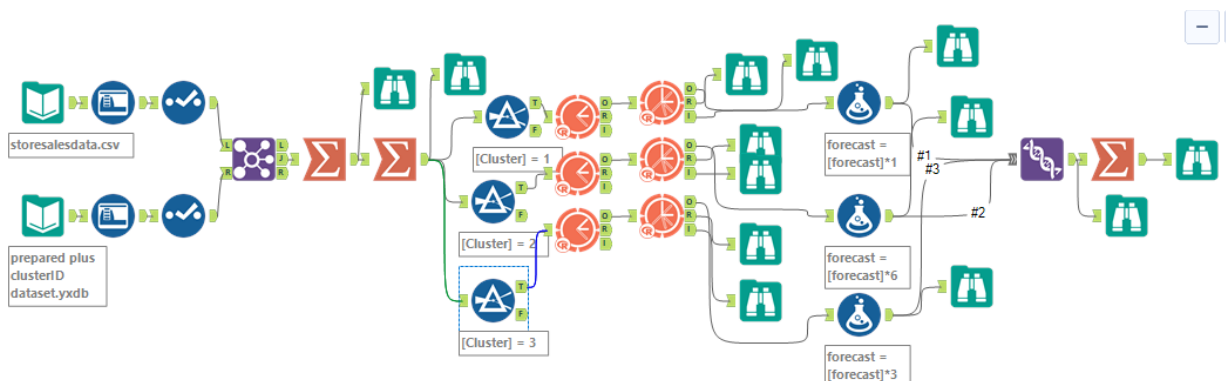 storesalesdata.csv
prepared plus
clusterID
dataset.yxdb
L
R
L
J
R
[Cluster] = 1
T
F
[Cluster] = 2
T
F
[Cluster] = 3
T
F
R
O
R
I
R
O
R
I
R
O
R
I
R
O
R
I
R
O
R
I
R
O
R
I
forecast =
[forecast]*1
forecast =
[forecast]*6
forecast =
[forecast]*3
#1
#3
#2